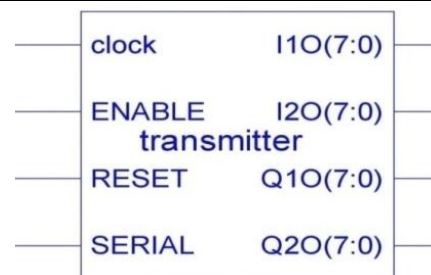 clock I1O(7:0)
ENABLE I2O(7:0)
transmitter
RESET Q1O(7:0)
SERIAL Q2O(7:0)